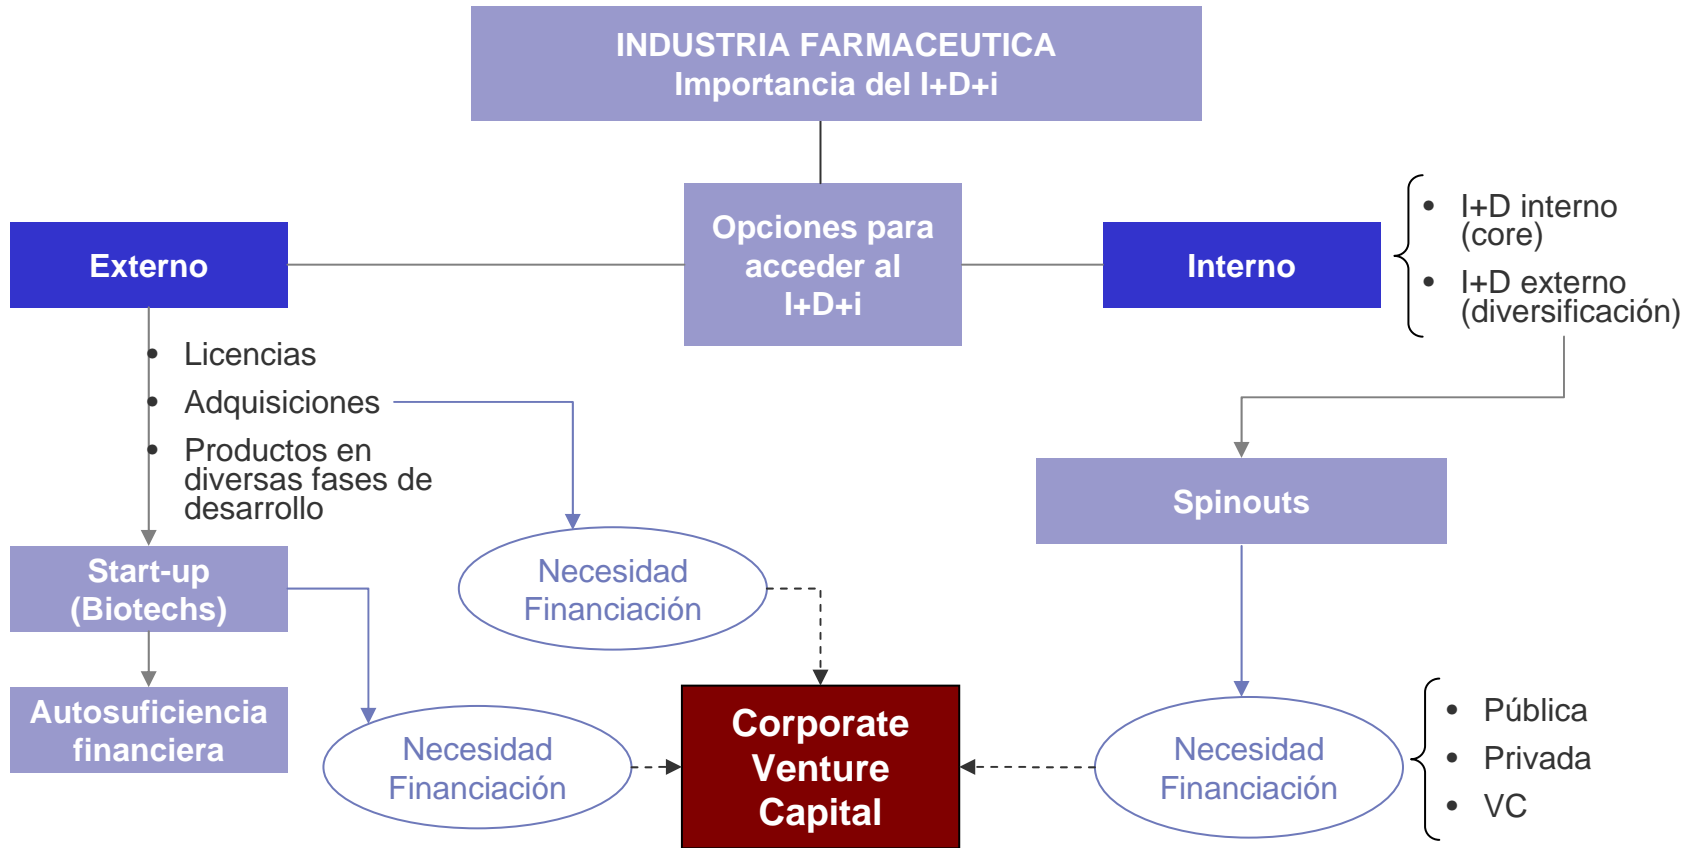 INDUSTRIA FARMACEUTICA
Importancia del I+D+i
Opciones para
acceder al
I+D+i
Externo
Interno
• I+D interno
(core)
• I+D externo
(diversificación)
• Licencias
• Adquisiciones
• Productos en
diversas fases de
desarrollo
Spinouts
Start-up
(Biotechs)
Necesidad
Financiación
Autosuficiencia
financiera
Necesidad
Financiación
Corporate
Venture
Capital
Necesidad
Financiación
• Pública
• Privada
• VC